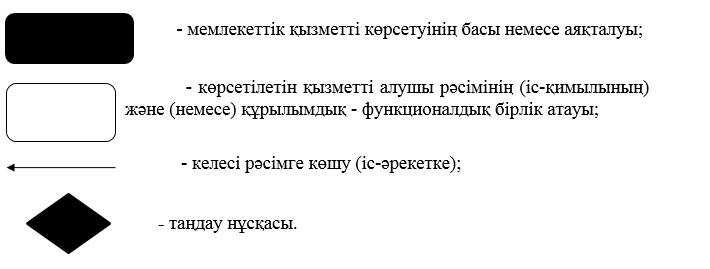 - мемлекеттік қызметті көрсетуінің басы немесе аяқталуы;
- көрсетілетін қызметті алушы рәсімінің (іс-қимылының)
және (немесе) құрылымдық - функционалдық бірлік атауы;
- келесі рәсімге көшу (іс-әрекетке);
- таңдау нұсқасы.